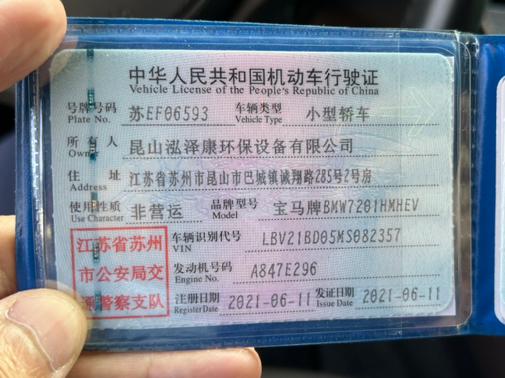 中华人民共和国机动车行驶证
Vehicle License of the People's Republic of China
号牌号码 苏EF06593 车辆类型 小型轿车
Plate No. Vehicle Type
所有人 昆山泓泽康环保设备有限公司
Owner
住址 江苏省苏州市昆山市巴城镇诚翔路285号2号房
Address
使用性质 非营运 品牌型号 宝马牌BMW7201HMHEV
Use Character Model
江苏省苏州
市公安局交
通警察支队
车辆识别代号 LBV21BD05MS082357
VIN
发动机号码 A847E296
Engine No.
注册日期 2021-06-11 发证日期 2021-06-11
Register Date Issue Date